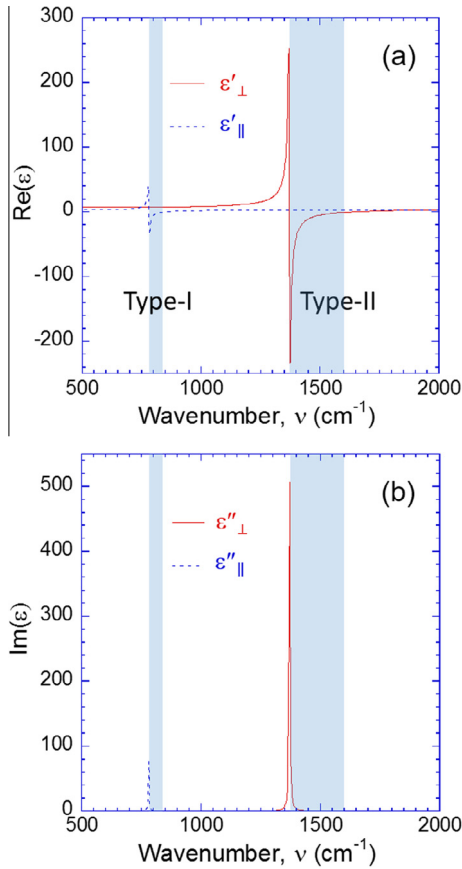 (a)
ε′⊥
ε′∥
Re(ε)
300
200
100
0
-100
-200
Type-I Type-II
500 1000 1500 2000
Wavenumber, ν (cm⁻¹)
(b)
ε″⊥
ε″∥
Im(ε)
500
400
300
200
100
0
500 1000 1500 2000
Wavenumber, ν (cm⁻¹)